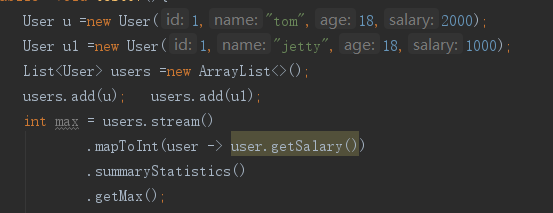 User u =new User( id: 1, name: "tom", age: 18, salary: 2000);
User u1 =new User( id: 1, name: "jetty", age: 18, salary: 1000);
List<User> users =new ArrayList<>();
users.add(u);   users.add(u1);
int max = users.stream()
.mapToInt(user -> user.getSalary())
.summaryStatistics()
.getMax();